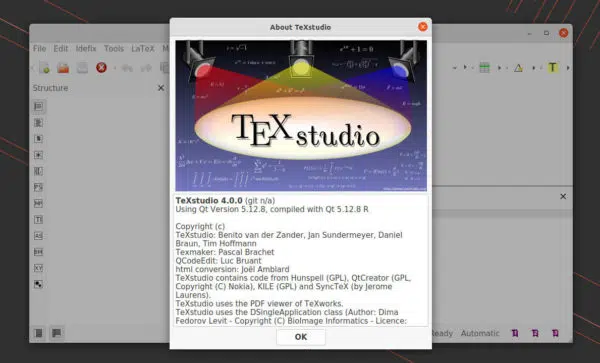 About TeXstudio
File Edit Idefix Tools LaTeX
Structure
TEXstudio
TeXstudio 4.0.0 (git n/a)
Using Qt Version 5.12.8, compiled with Qt 5.12.8 R
Copyright (c)
TeXstudio: Benito van der Zander, Jan Sundermeyer, Daniel
Braun, Tim Hoffmann
Texmaker: Pascal Brachet
QCodeEdit: Luc Bruant
html conversion: Joël Amblard
TeXstudio contains code from Hunspell (GPL), QtCreator (GPL,
Copyright (C) Nokia), KILE (GPL) and SyncTeX (by Jerome
Laurens).
TeXstudio uses the PDF viewer of TeXworks.
TeXstudio uses the DSingleApplication class (Author: Dima
Fedorov Levit - Copyright (C) BioImage Informatics - Licence:
OK
Automatic